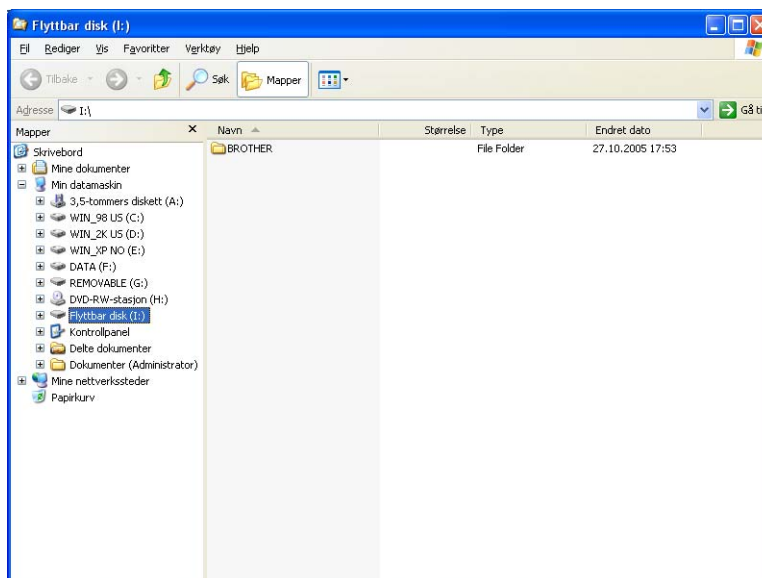 Flyttbar disk (I:)
Fil Rediger Vis Favoritter Verktøy Hjelp
Tilbake Søk Mapper
Adresse I:\ Gå ti
Mapper Navn Størrelse Type Endret dato
Skrivebord BROTHER File Folder 27.10.2005 17:53
Mine dokumenter
Min datamaskin
3,5-tommers diskett (A:)
WIN_98 US (C:)
WIN_2K US (D:)
WIN_XP NO (E:)
DATA (F:)
REMOVABLE (G:)
DVD-RW-stasjon (H:)
Flyttbar disk (I:)
Kontrollpanel
Delte dokumenter
Dokumenter (Administrator)
Mine nettverkssteder
Papirkurv